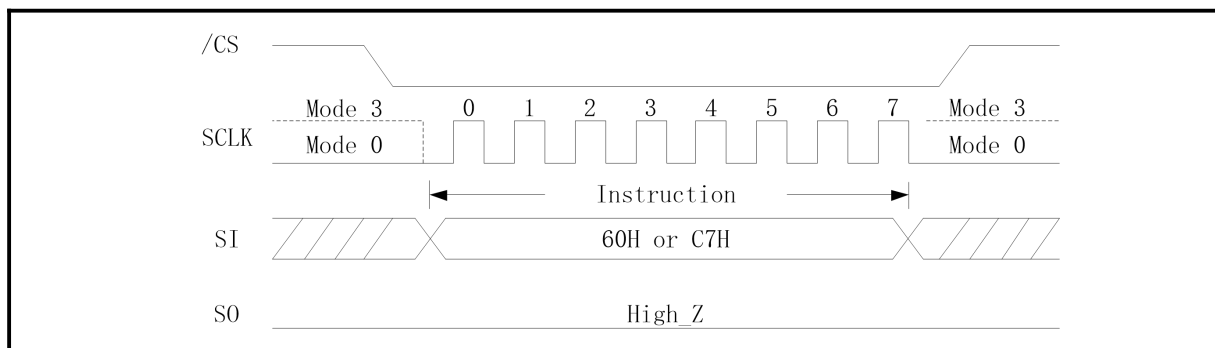 /CS
Mode 3 0 1 2 3 4 5 6 7 Mode 3
SCLK
Mode 0 Mode 0
Instruction
SI 60H or C7H
SO High_Z